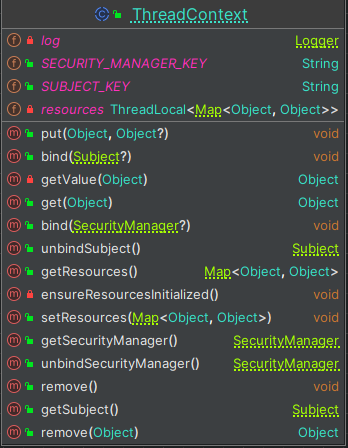 ThreadContext
log Logger
SECURITY_MANAGER_KEY String
SUBJECT_KEY String
resources ThreadLocal<Map<Object, Object>>
put(Object, Object?) void
bind(Subject?) void
getValue(Object) Object
get(Object) Object
bind(SecurityManager?) void
unbindSubject() Subject
getResources() Map<Object, Object>
ensureResourcesInitialized() void
setResources(Map<Object, Object>) void
getSecurityManager() SecurityManager
unbindSecurityManager() SecurityManager
remove() void
getSubject() Subject
remove(Object) Object